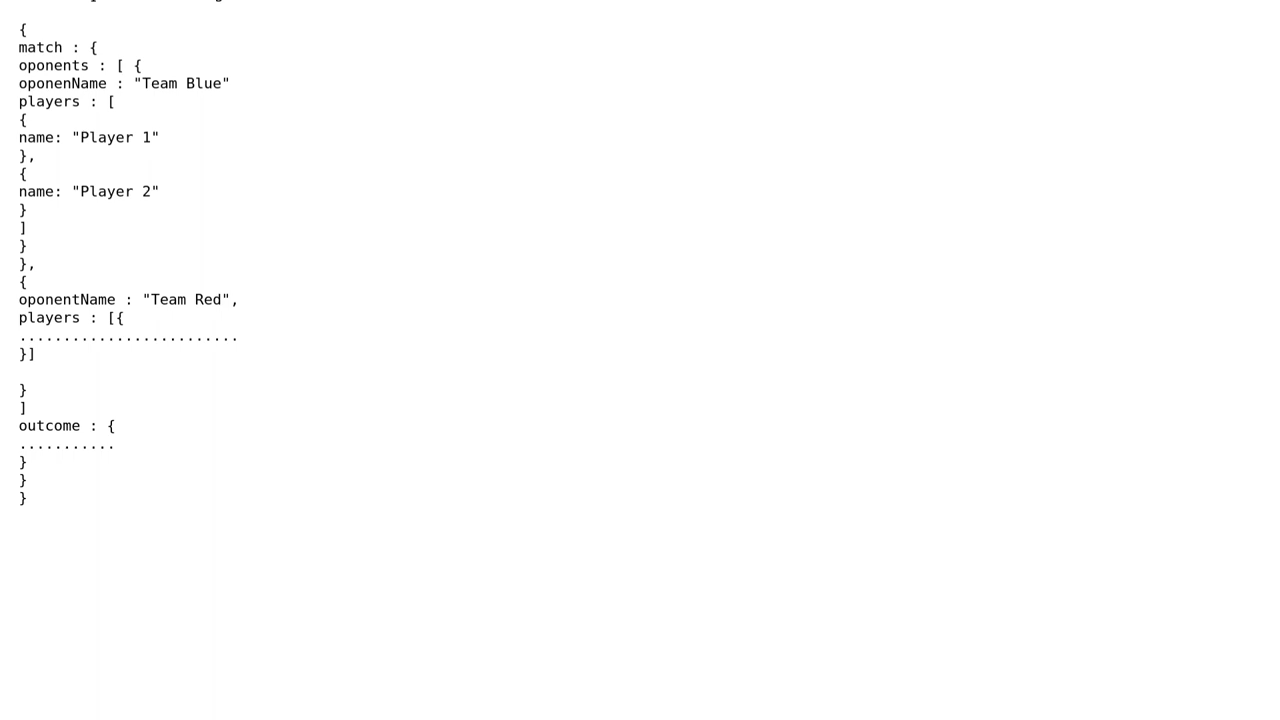 {
match : {
oponents : [ {
oponenName : "Team Blue"
players : [
{
name: "Player 1"
},
{
name: "Player 2"
}
]
}
},
{
oponentName : "Team Red",
players : [{
.........................
}]
}
]
outcome : {
...........
}
}
}